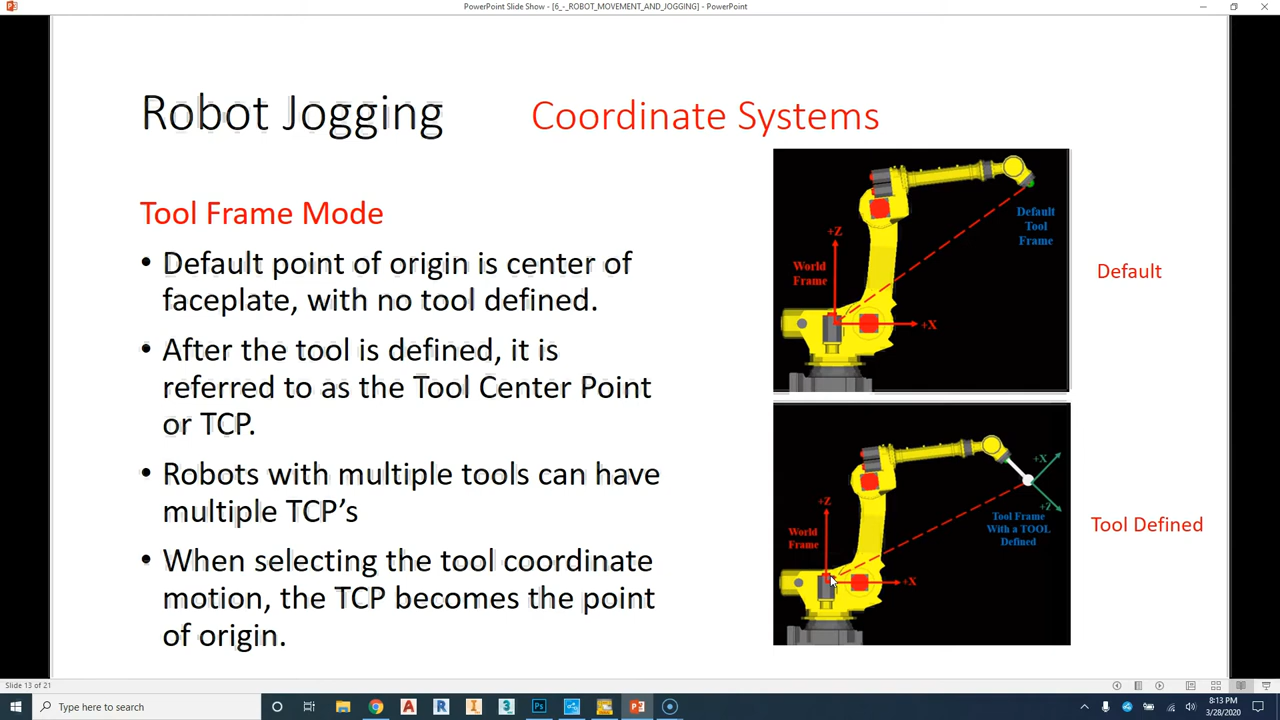 PowerPoint Slide Show - [6_-_ROBOT_MOVEMENT_AND_JOGGING] - PowerPoint
Robot Jogging
Coordinate Systems
Tool Frame Mode
• Default point of origin is center of
faceplate, with no tool defined.
• After the tool is defined, it is
referred to as the Tool Center Point
or TCP.
• Robots with multiple tools can have
multiple TCP’s
• When selecting the tool coordinate
motion, the TCP becomes the point
of origin.
Default
Tool
Frame
+Z
World
Frame
+X
Default
+X
+Z
Tool Frame
With a TOOL
Defined
+Z
World
Frame
+X
Tool Defined
Slide 13 of 21
Type here to search
8:13 PM
3/28/2020